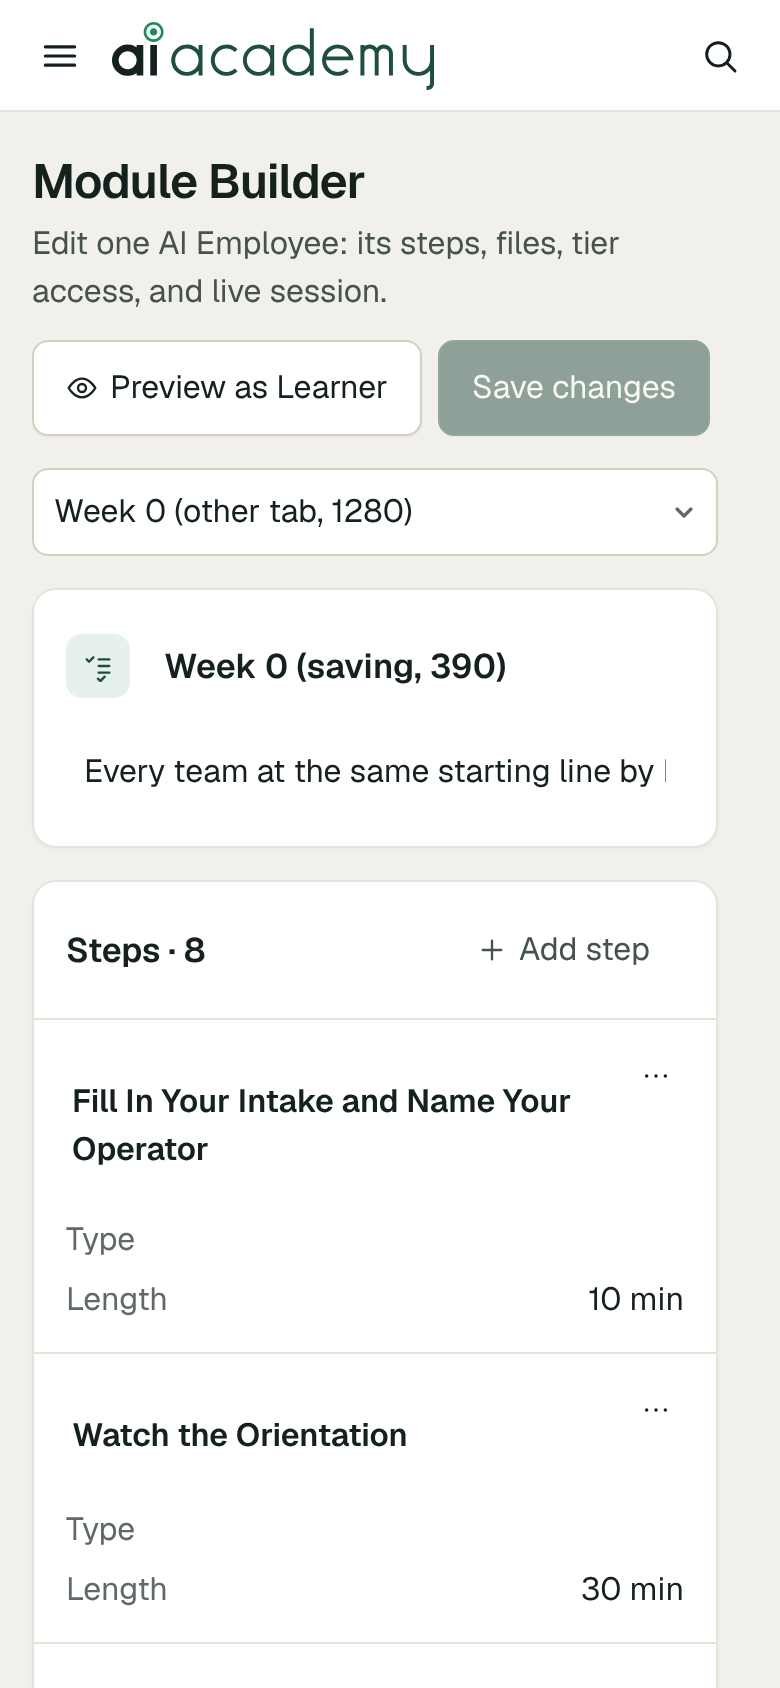 ai academy
Module Builder
Edit one AI Employee: its steps, files, tier
access, and live session.
Preview as Learner
Save changes
Week 0 (other tab, 1280)
Week 0 (saving, 390)
Every team at the same starting line by
Steps · 8
+ Add step
...
Fill In Your Intake and Name Your
Operator
Type
Length 10 min
...
Watch the Orientation
Type
Length 30 min